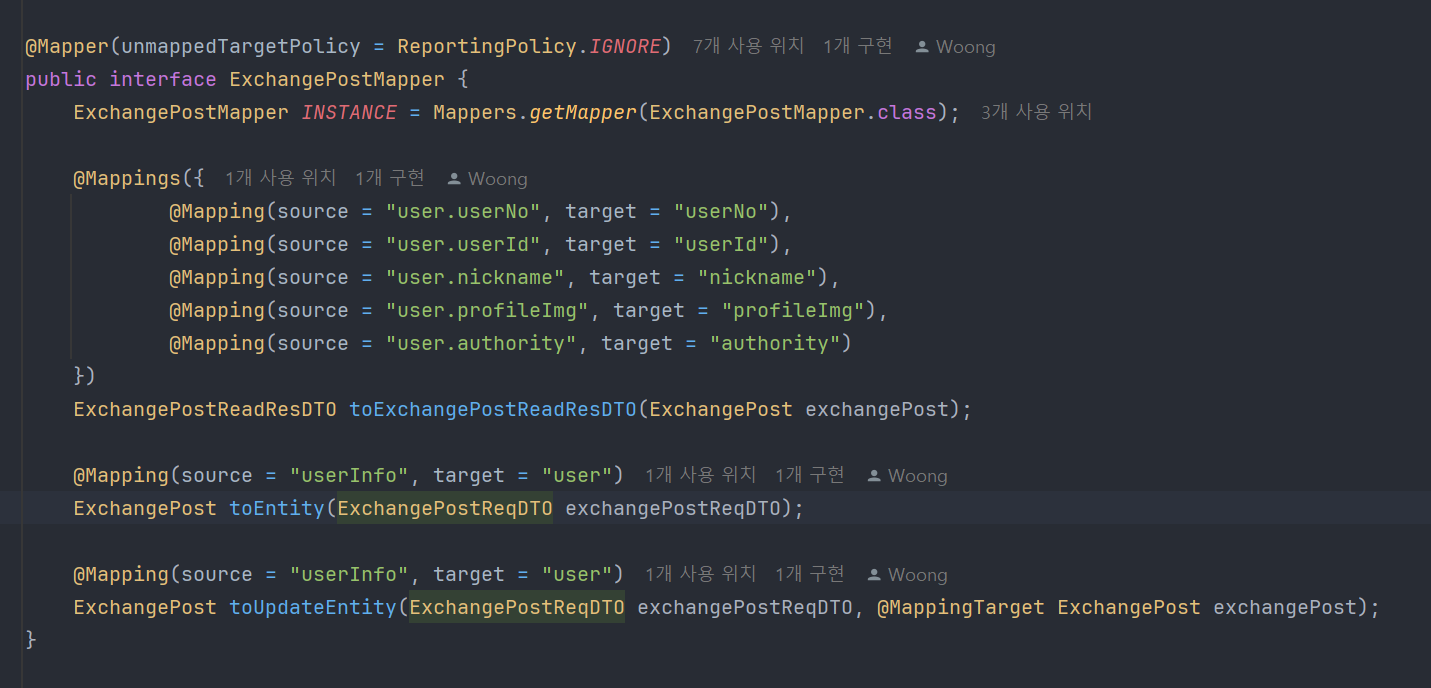 @Mapper(unmappedTargetPolicy = ReportingPolicy.IGNORE) 7개 사용 위치 1개 구현 Woong
public interface ExchangePostMapper {
ExchangePostMapper INSTANCE = Mappers.getMapper(ExchangePostMapper.class); 3개 사용 위치
@Mappings({ 1개 사용 위치 1개 구현 Woong
@Mapping(source = "user.userNo", target = "userNo"),
@Mapping(source = "user.userId", target = "userId"),
@Mapping(source = "user.nickname", target = "nickname"),
@Mapping(source = "user.profileImg", target = "profileImg"),
@Mapping(source = "user.authority", target = "authority")
})
ExchangePostReadResDTO toExchangePostReadResDTO(ExchangePost exchangePost);
@Mapping(source = "userInfo", target = "user") 1개 사용 위치 1개 구현 Woong
ExchangePost toEntity(ExchangePostReqDTO exchangePostReqDTO);
@Mapping(source = "userInfo", target = "user") 1개 사용 위치 1개 구현 Woong
ExchangePost toUpdateEntity(ExchangePostReqDTO exchangePostReqDTO, @MappingTarget ExchangePost exchangePost);
}